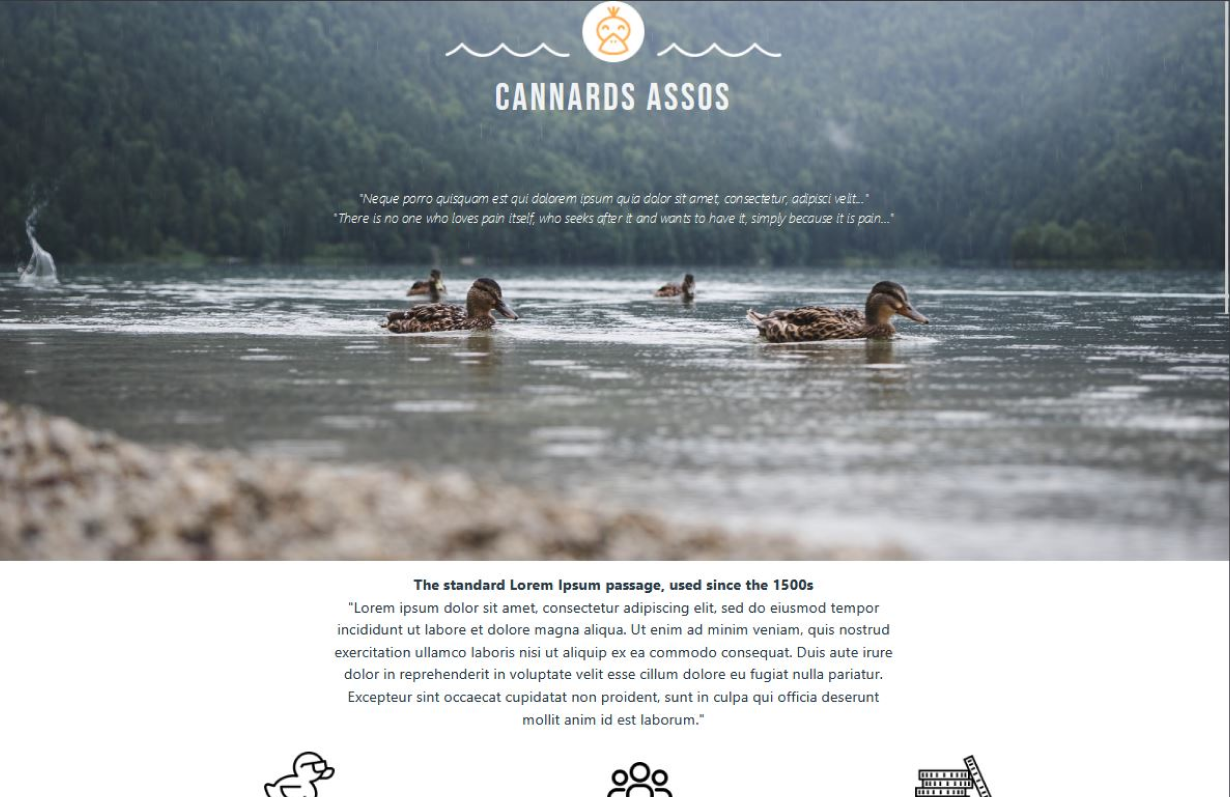 CANNARDS ASSOS
"Neque porro quisquam est qui dolorem ipsum quia dolor sit amet, consectetur, adipisci velit..."
"There is no one who loves pain itself, who seeks after it and wants to have it, simply because it is pain..."
The standard Lorem Ipsum passage, used since the 1500s
"Lorem ipsum dolor sit amet, consectetur adipiscing elit, sed do eiusmod tempor
incididunt ut labore et dolore magna aliqua. Ut enim ad minim veniam, quis nostrud
exercitation ullamco laboris nisi ut aliquip ex ea commodo consequat. Duis aute irure
dolor in reprehenderit in voluptate velit esse cillum dolore eu fugiat nulla pariatur.
Excepteur sint occaecat cupidatat non proident, sunt in culpa qui officia deserunt
mollit anim id est laborum."